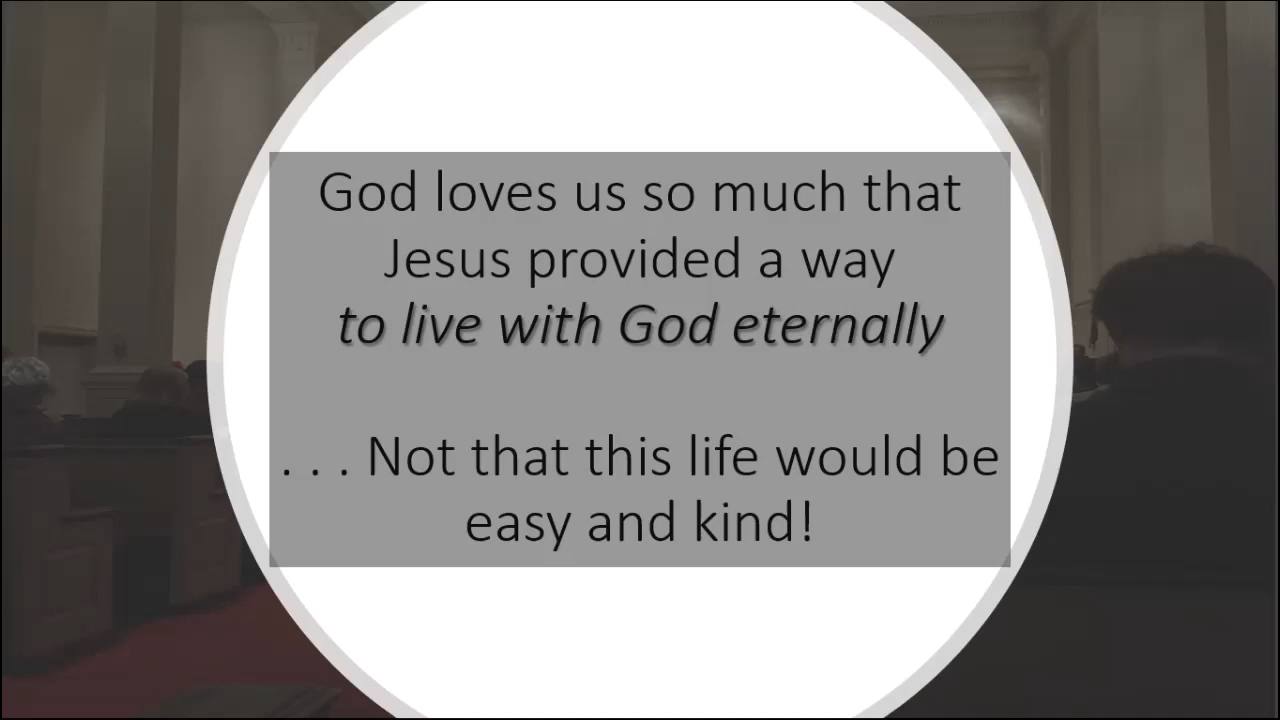 God loves us so much that
Jesus provided a way
to live with God eternally
. . . Not that this life would be
easy and kind!